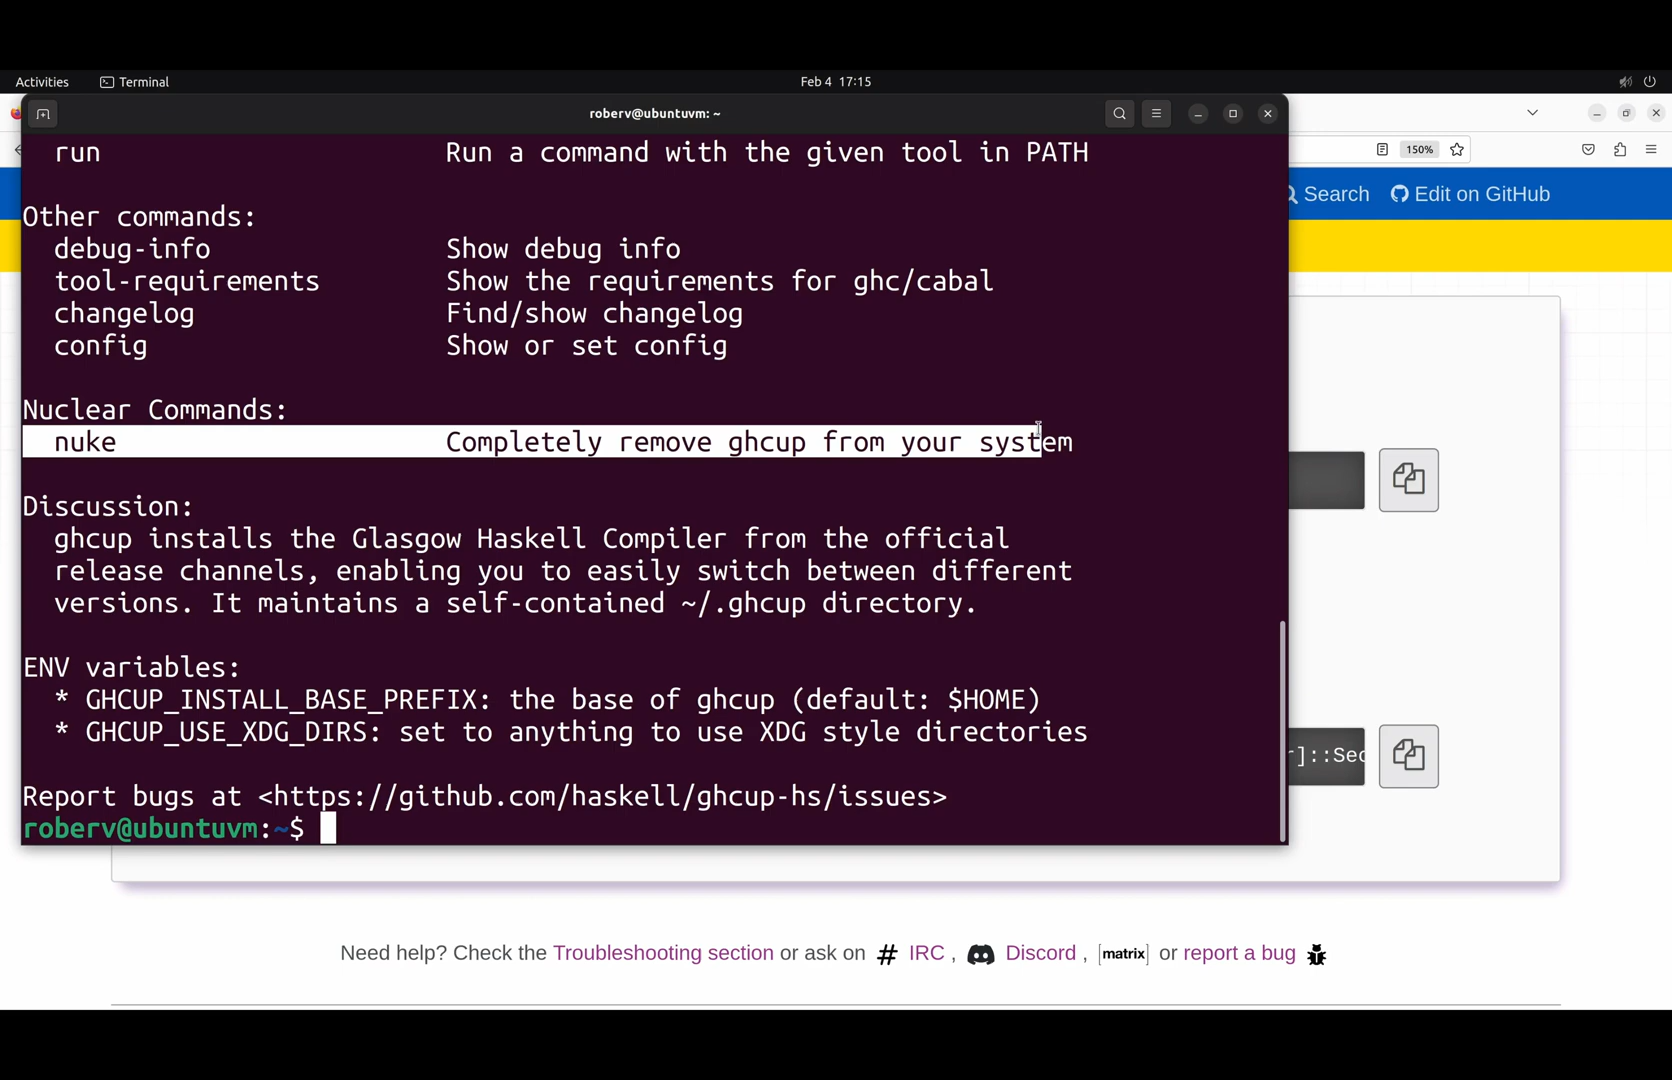 Activities
Terminal
Feb 4 17:15
roberv@ubuntuvm: ~
150%
Search
Edit on GitHub
run Run a command with the given tool in PATH
Other commands:
debug-info Show debug info
tool-requirements Show the requirements for ghc/cabal
changelog Find/show changelog
config Show or set config
Nuclear Commands:
nuke Completely remove ghcup from your system
Discussion:
ghcup installs the Glasgow Haskell Compiler from the official
release channels, enabling you to easily switch between different
versions. It maintains a self-contained ~/.ghcup directory.
ENV variables:
* GHCUP_INSTALL_BASE_PREFIX: the base of ghcup (default: $HOME)
* GHCUP_USE_XDG_DIRS: set to anything to use XDG style directories
r]::Sec
Report bugs at <https://github.com/haskell/ghcup-hs/issues>
roberv@ubuntuvm:~$
Need help? Check the Troubleshooting section or ask on # IRC , Discord , [matrix] or report a bug